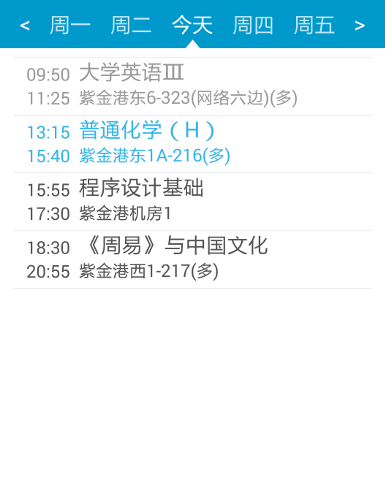 < 周一 周二 今天 周四 周五 >
09:50 大学英语Ⅲ
11:25 紫金港东6-323(网络六边)(多)
13:15 普通化学（H）
15:40 紫金港东1A-216(多)
15:55 程序设计基础
17:30 紫金港机房1
18:30 《周易》与中国文化
20:55 紫金港西1-217(多)